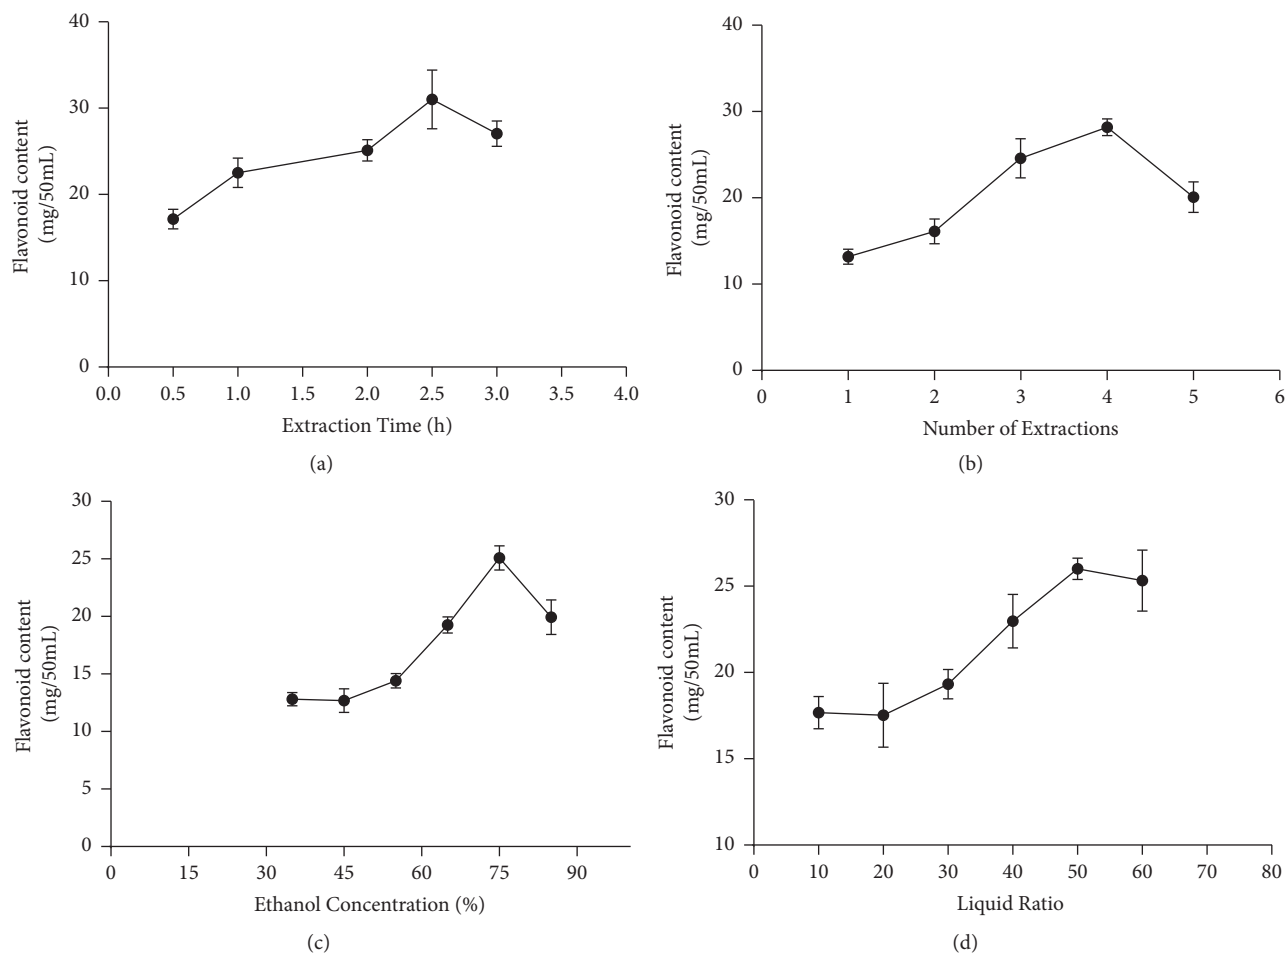 40
30
20
10
0
Flavonoid content
(mg/50mL)
0.0 0.5 1.0 2.0 2.5 3.0 3.5 4.0
Extraction Time (h)
(a)
40
30
20
10
0
Flavonoid content
(mg/50mL)
0 1 2 3 4 5 6
Number of Extractions
(b)
30
25
20
15
10
5
0
Flavonoid content
(mg/50mL)
0 15 30 45 60 75 90
Ethanol Concentration (%)
(c)
30
25
20
15
10
Flavonoid content
(mg/50mL)
0 10 20 30 40 50 60 70 80
Liquid Ratio
(d)